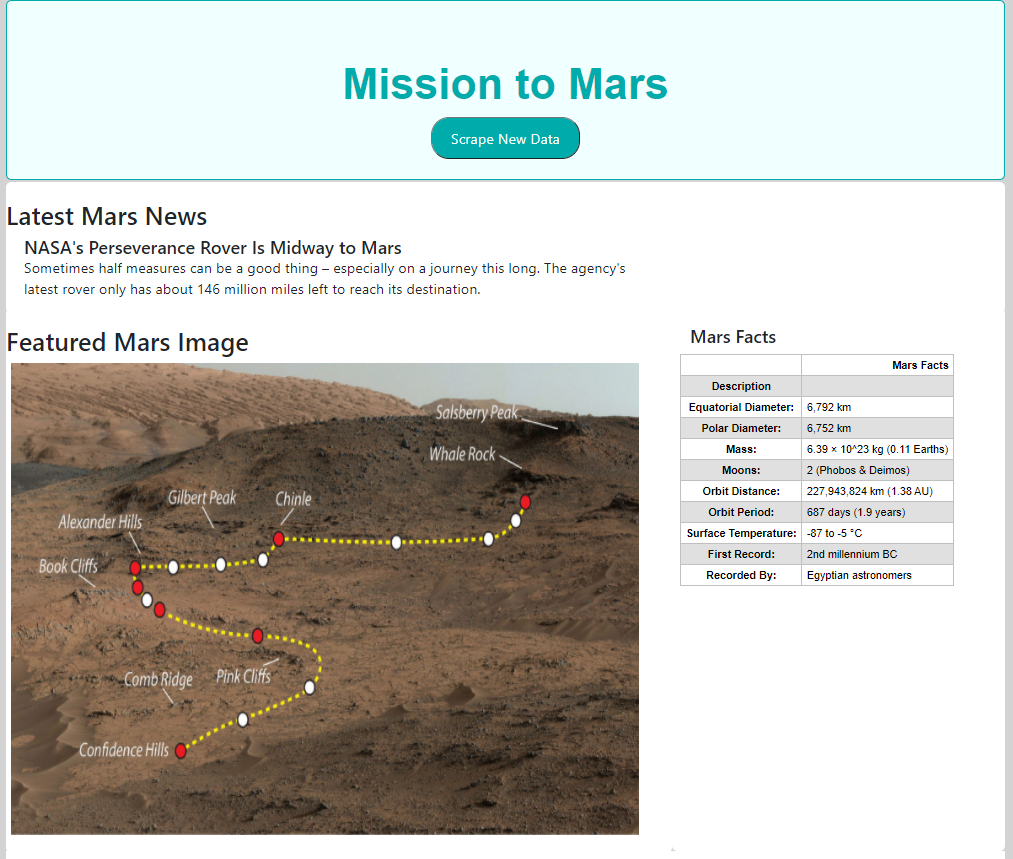 Mission to Mars
Scrape New Data
Latest Mars News
NASA's Perseverance Rover Is Midway to Mars
Sometimes half measures can be a good thing – especially on a journey this long. The agency's
latest rover only has about 146 million miles left to reach its destination.
Featured Mars Image
Salsberry Peak
Whale Rock
Gilbert Peak
Chinle
Alexander Hills
Book Cliffs
Pink Cliffs
Comb Ridge
Confidence Hills
Mars Facts
Mars Facts
Description
Equatorial Diameter: 6,792 km
Polar Diameter: 6,752 km
Mass: 6.39 × 10^23 kg (0.11 Earths)
Moons: 2 (Phobos & Deimos)
Orbit Distance: 227,943,824 km (1.38 AU)
Orbit Period: 687 days (1.9 years)
Surface Temperature: -87 to -5 °C
First Record: 2nd millennium BC
Recorded By: Egyptian astronomers